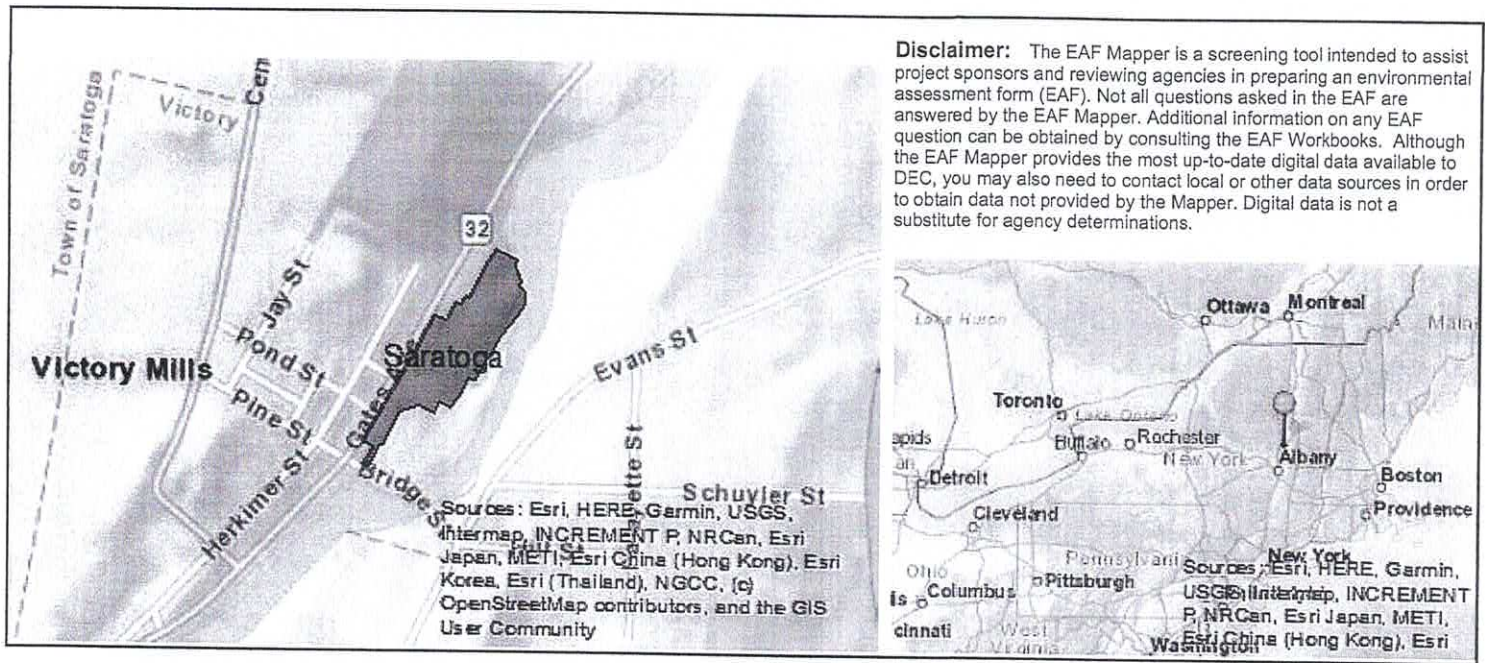 Disclaimer: The EAF Mapper is a screening tool intended to assist
project sponsors and reviewing agencies in preparing an environmental
assessment form (EAF). Not all questions asked in the EAF are
answered by the EAF Mapper. Additional information on any EAF
question can be obtained by consulting the EAF Workbooks. Although
the EAF Mapper provides the most up-to-date digital data available to
DEC, you may also need to contact local or other data sources in order
to obtain data not provided by the Mapper. Digital data is not a
substitute for agency determinations.
Town of Saratoga
Victory
Cen
32
Jay St
Pond St
Saratoga
Evans St
Victory Mills
Pine St
Gates
Herkimer St
Bridge S
Schuyler St
Sources: Esri, HERE, Garmin, USGS,
Intermap, INCREMENT P, NRCan, Esri
Japan, METI, Esri China (Hong Kong), Esri
Korea, Esri (Thailand), NGCC, (c)
OpenStreetMap contributors, and the GIS
User Community
Ottawa
Montreal
Lake Huron
Main
Toronto
Lake Ontario
apids
Buffalo
Rochester
New York
Albany
an
Detroit
Boston
Cleveland
Providence
Pennsylvani
New York
Ohio
Pittsburgh
is
Columbus
cinnati
West
Virginia
Washington
Sources: Esri, HERE, Garmin,
USGS, Intermap, INCREMENT
P, NRCan, Esri Japan, METI,
Esri China (Hong Kong), Esri